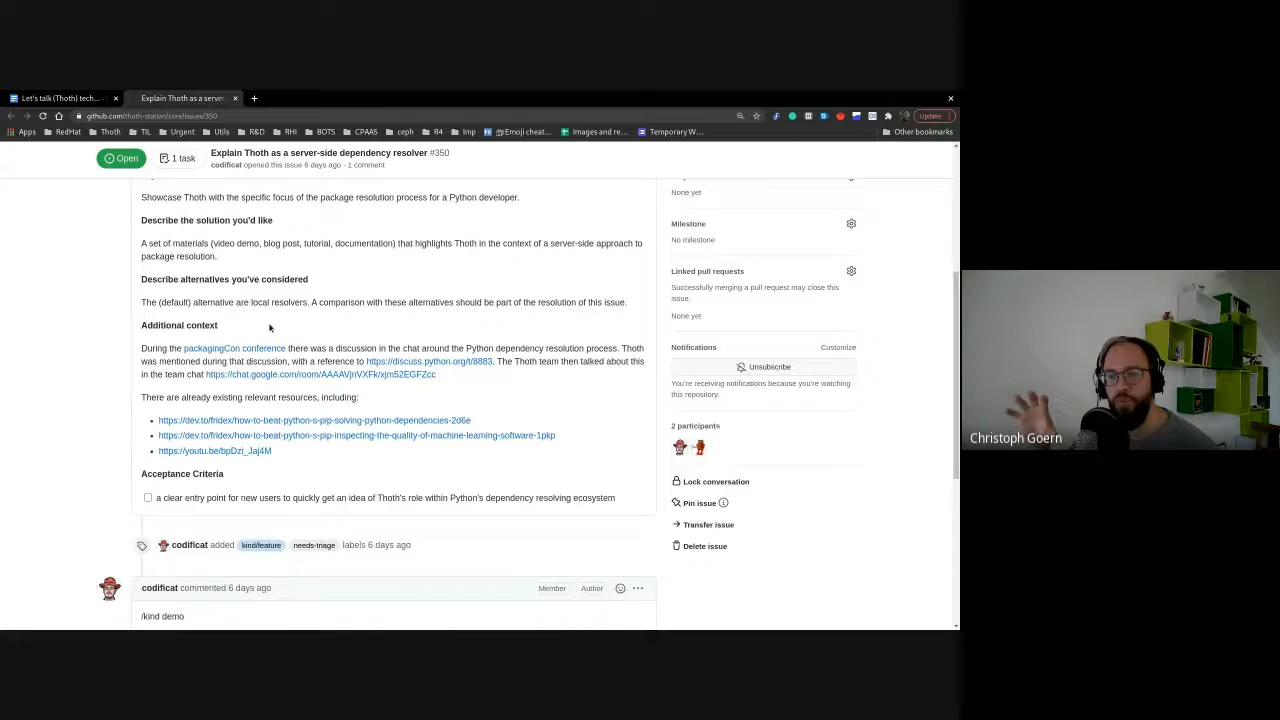 Let's talk (Thoth) tech... -
Explain Thoth as a server
github.com/thoth-station/core/issues/350
Update
Apps
RedHat
Thoth
TIL
Urgent
Utils
R&D
RHI
BOTS
CPAAS
ceph
R4
Imp
Emoji cheat...
Images and re...
Temporary W...
Other bookmarks
Open
1 task
Explain Thoth as a server-side dependency resolver #350
codificat opened this issue 6 days ago · 1 comment
Showcase Thoth with the specific focus of the package resolution process for a Python developer.
Describe the solution you'd like
A set of materials (video demo, blog post, tutorial, documentation) that highlights Thoth in the context of a server-side approach to
package resolution.
Describe alternatives you've considered
The (default) alternative are local resolvers. A comparison with these alternatives should be part of the resolution of this issue.
Additional context
During the packagingCon conference there was a discussion in the chat around the Python dependency resolution process. Thoth
was mentioned during that discussion, with a reference to https://discuss.python.org/t/8883. The Thoth team then talked about this
in the team chat https://chat.google.com/room/AAAAVjnVXFk/xjm52EGFZcc
There are already existing relevant resources, including:
https://dev.to/fridex/how-to-beat-python-s-pip-solving-python-dependencies-2d6e
https://dev.to/fridex/how-to-beat-python-s-pip-inspecting-the-quality-of-machine-learning-software-1pkp
https://youtu.be/bpDzi_Jaj4M
Acceptance Criteria
a clear entry point for new users to quickly get an idea of Thoth's role within Python's dependency resolving ecosystem
codificat added kind/feature needs-triage labels 6 days ago
codificat commented 6 days ago
Member
Author
/kind demo
None yet
Milestone
No milestone
Linked pull requests
Successfully merging a pull request may close this
issue.
None yet
Notifications
Customize
Unsubscribe
You're receiving notifications because you're watching
this repository.
2 participants
Lock conversation
Pin issue
Transfer issue
Delete issue
Christoph Goern